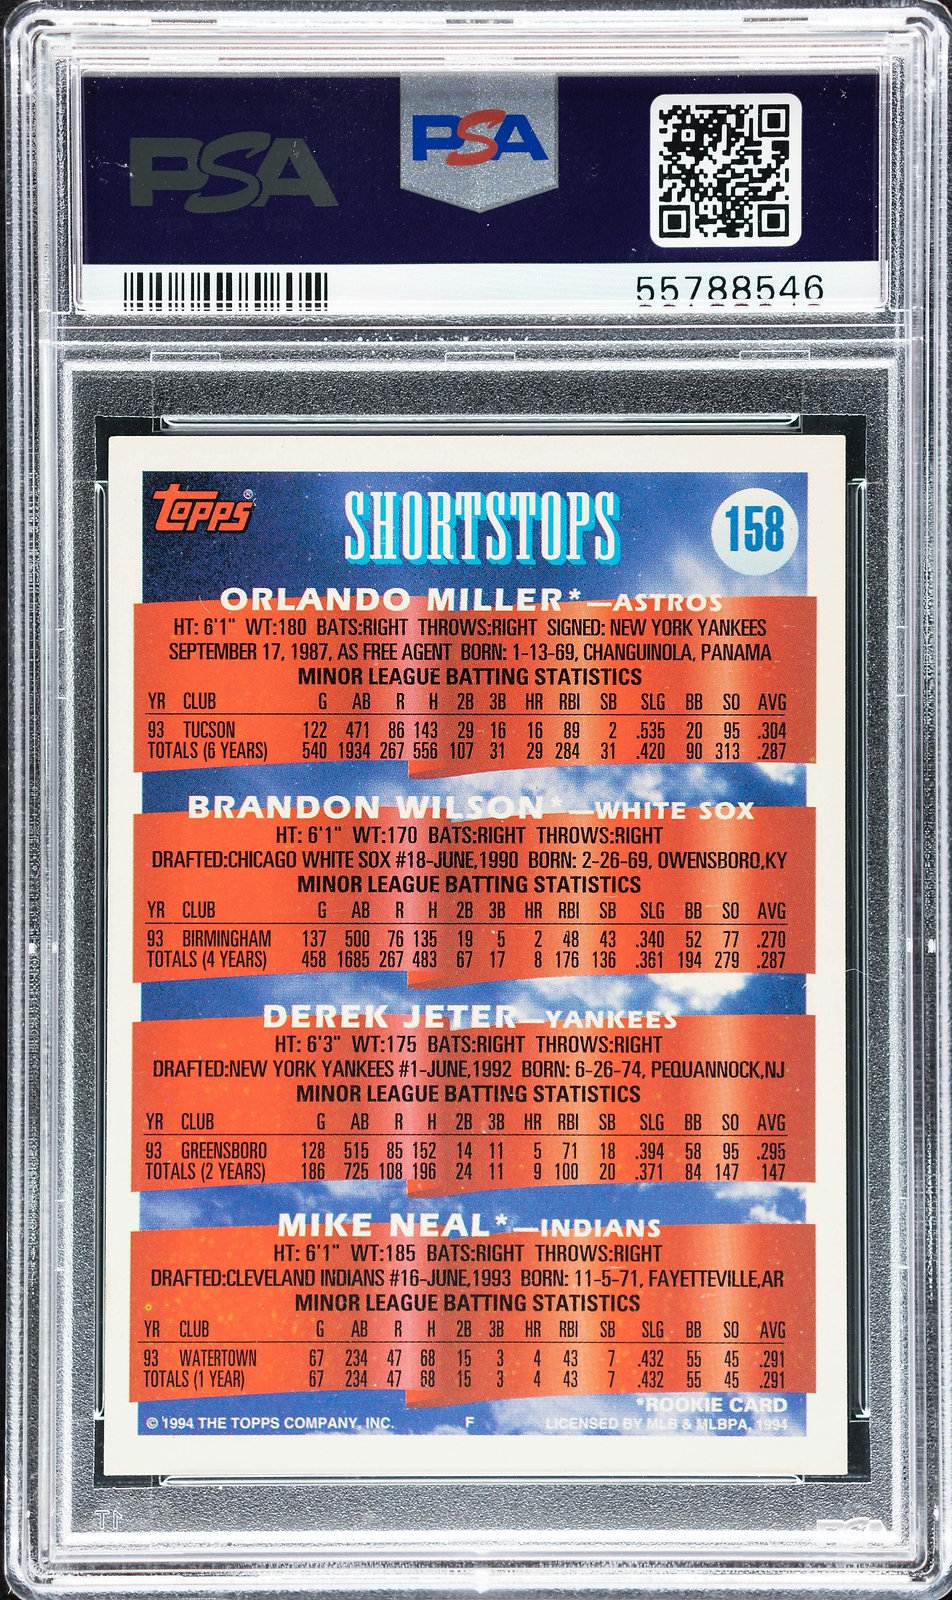 PSA
PSA
55788546
Topps®
SHORTSTOPS
158
ORLANDO MILLER*—ASTROS
HT: 6'1" WT:180 BATS:RIGHT THROWS:RIGHT SIGNED: NEW YORK YANKEES
SEPTEMBER 17, 1987, AS FREE AGENT BORN: 1-13-69, CHANGUINOLA, PANAMA
MINOR LEAGUE BATTING STATISTICS
YR CLUB G AB R H 2B 3B HR RBI SB SLG BB SO AVG
93 TUCSON 122 471 86 143 29 16 16 89 2 .535 20 95 .304
TOTALS (6 YEARS) 540 1934 267 556 107 31 29 284 31 .420 90 313 .287
BRANDON WILSON*—WHITE SOX
HT: 6'1" WT:170 BATS:RIGHT THROWS:RIGHT
DRAFTED:CHICAGO WHITE SOX #18-JUNE,1990 BORN: 2-26-69, OWENSBORO,KY
MINOR LEAGUE BATTING STATISTICS
YR CLUB G AB R H 2B 3B HR RBI SB SLG BB SO AVG
93 BIRMINGHAM 137 500 76 135 19 5 2 48 43 .340 52 77 .270
TOTALS (4 YEARS) 458 1685 267 483 67 17 8 176 136 .361 194 279 .287
DEREK JETER—YANKEES
HT: 6'3" WT:175 BATS:RIGHT THROWS:RIGHT
DRAFTED:NEW YORK YANKEES #1-JUNE,1992 BORN: 6-26-74, PEQUANNOCK,NJ
MINOR LEAGUE BATTING STATISTICS
YR CLUB G AB R H 2B 3B HR RBI SB SLG BB SO AVG
93 GREENSBORO 128 515 85 152 14 11 5 71 18 .394 58 95 .295
TOTALS (2 YEARS) 186 725 108 196 24 11 9 100 20 .371 84 147 147
MIKE NEAL*—INDIANS
HT: 6'1" WT:185 BATS:RIGHT THROWS:RIGHT
DRAFTED:CLEVELAND INDIANS #16-JUNE,1993 BORN: 11-5-71, FAYETTEVILLE,AR
MINOR LEAGUE BATTING STATISTICS
YR CLUB G AB R H 2B 3B HR RBI SB SLG BB SO AVG
93 WATERTOWN 67 234 47 68 15 3 4 43 7 .432 55 45 .291
TOTALS (1 YEAR) 67 234 47 68 15 3 4 43 7 .432 55 45 .291
*ROOKIE CARD
© 1994 THE TOPPS COMPANY, INC. F LICENSED BY MLB & MLBPA, 1994